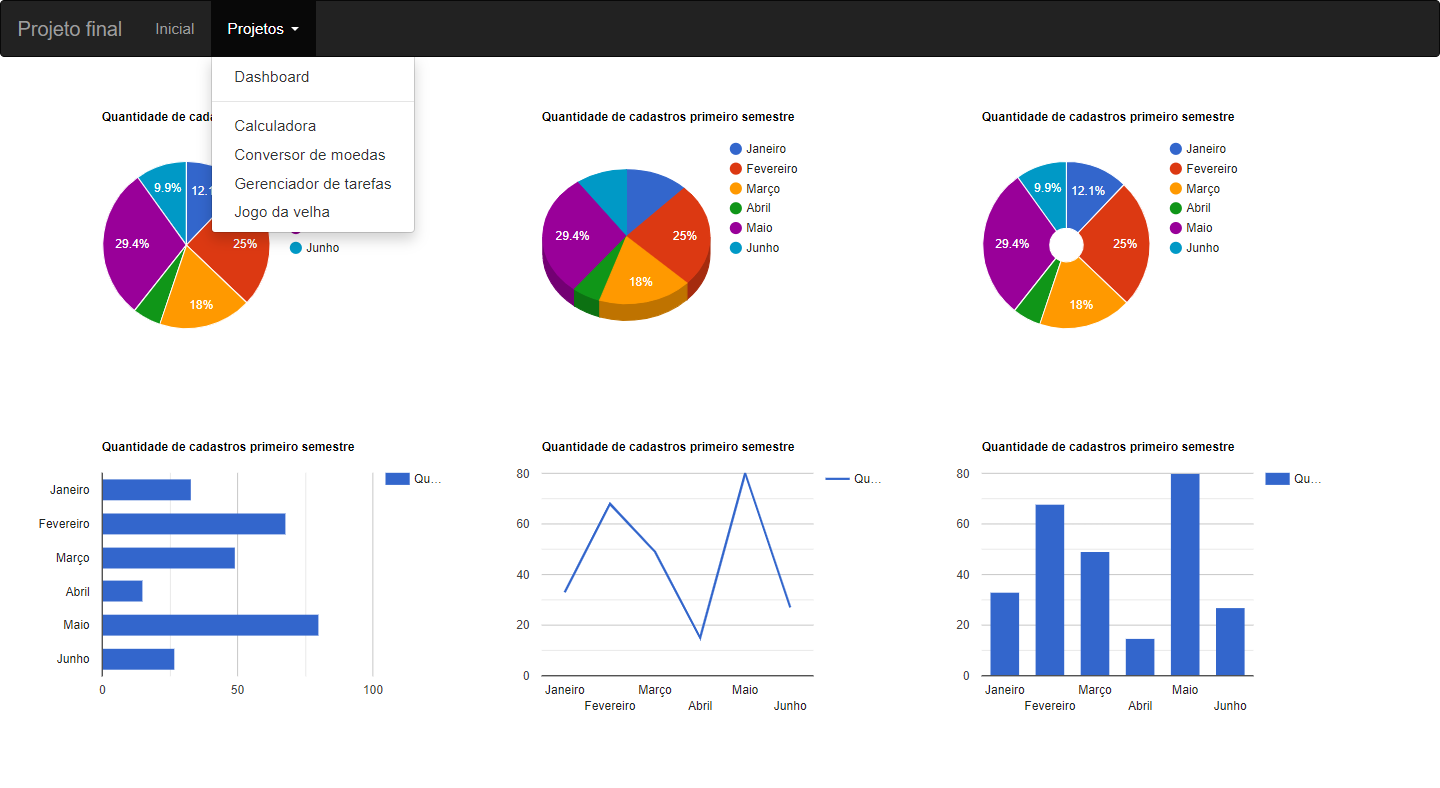 Projeto final Inicial Projetos
Dashboard
Calculadora
Conversor de moedas
Gerenciador de tarefas
Jogo da velha
Quantidade de cada
9.9%
12.1
29.4%
25%
18%
Junho
Quantidade de cadastros primeiro semestre
Janeiro
Fevereiro
Março
Abril
Maio
Junho
29.4%
25%
18%
Quantidade de cadastros primeiro semestre
Janeiro
Fevereiro
Março
Abril
Maio
Junho
9.9%
12.1%
29.4%
25%
18%
Quantidade de cadastros primeiro semestre
Qu...
Janeiro
Fevereiro
Março
Abril
Maio
Junho
0 50 100
Quantidade de cadastros primeiro semestre
Qu...
80
60
40
20
0
Janeiro Março Maio
Fevereiro Abril Junho
Quantidade de cadastros primeiro semestre
Qu...
80
60
40
20
0
Janeiro Março Maio
Fevereiro Abril Junho